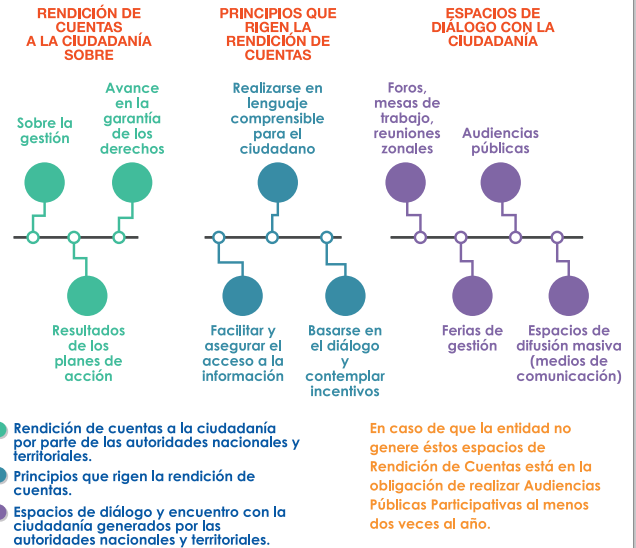 RENDICIÓN DE
CUENTAS
A LA CIUDADANÍA
SOBRE
Sobre la
gestión
Avance
en la
garantía
de los
derechos
Resultados
de los
planes de
acción
PRINCIPIOS QUE
RIGEN LA
RENDICIÓN DE
CUENTAS
Realizarse en
lenguaje
comprensible
para el
ciudadano
Facilitar y
asegurar el
acceso a la
información
Basarse en
el diálogo
y
contemplar
incentivos
ESPACIOS DE
DIÁLOGO CON LA
CIUDADANÍA
Foros,
mesas de
trabajo,
reuniones
zonales
Audiencias
públicas
Ferias de
gestión
Espacios de
difusión masiva
(medios de
comunicación)
Rendición de cuentas a la ciudadanía
por parte de las autoridades nacionales y
territoriales.
Principios que rigen la rendición de
cuentas.
Espacios de diálogo y encuentro con la
ciudadanía generados por las
autoridades nacionales y territoriales.
En caso de que la entidad no
genere éstos espacios de
Rendición de Cuentas está en la
obligación de realizar Audiencias
Públicas Participativas al menos
dos veces al año.